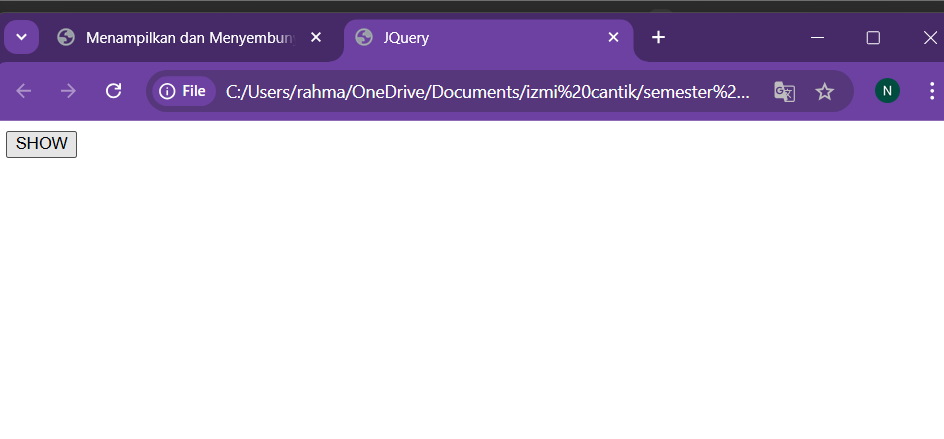 Menampilkan dan Menyembun
JQuery
File
C:/Users/rahma/OneDrive/Documents/izmi%20cantik/semester%2...
N
SHOW